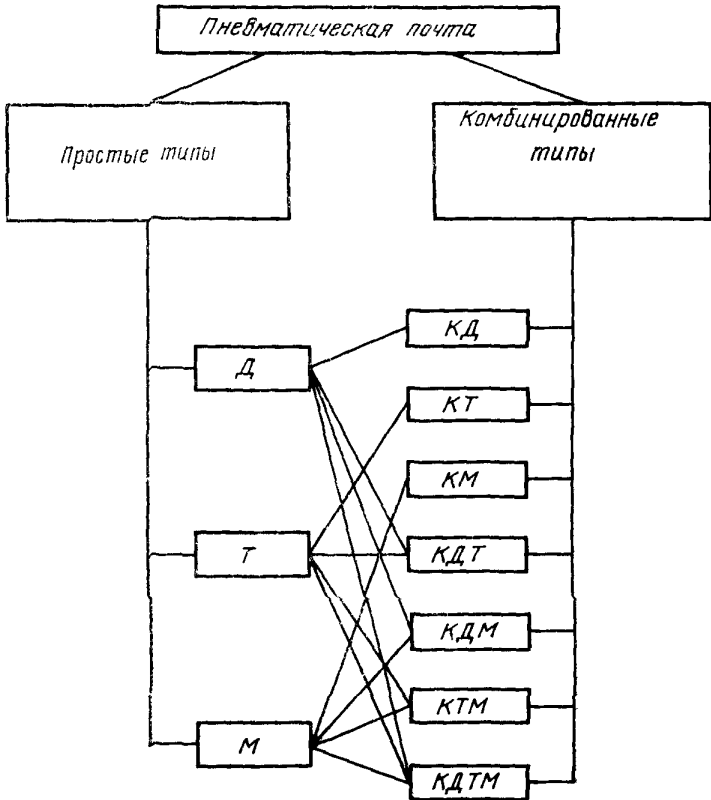 Пневматическая почта
Простые типы
Комбинированные
типы
Д
Т
М
КД
КТ
КМ
КДТ
КДМ
КТМ
КДТМ